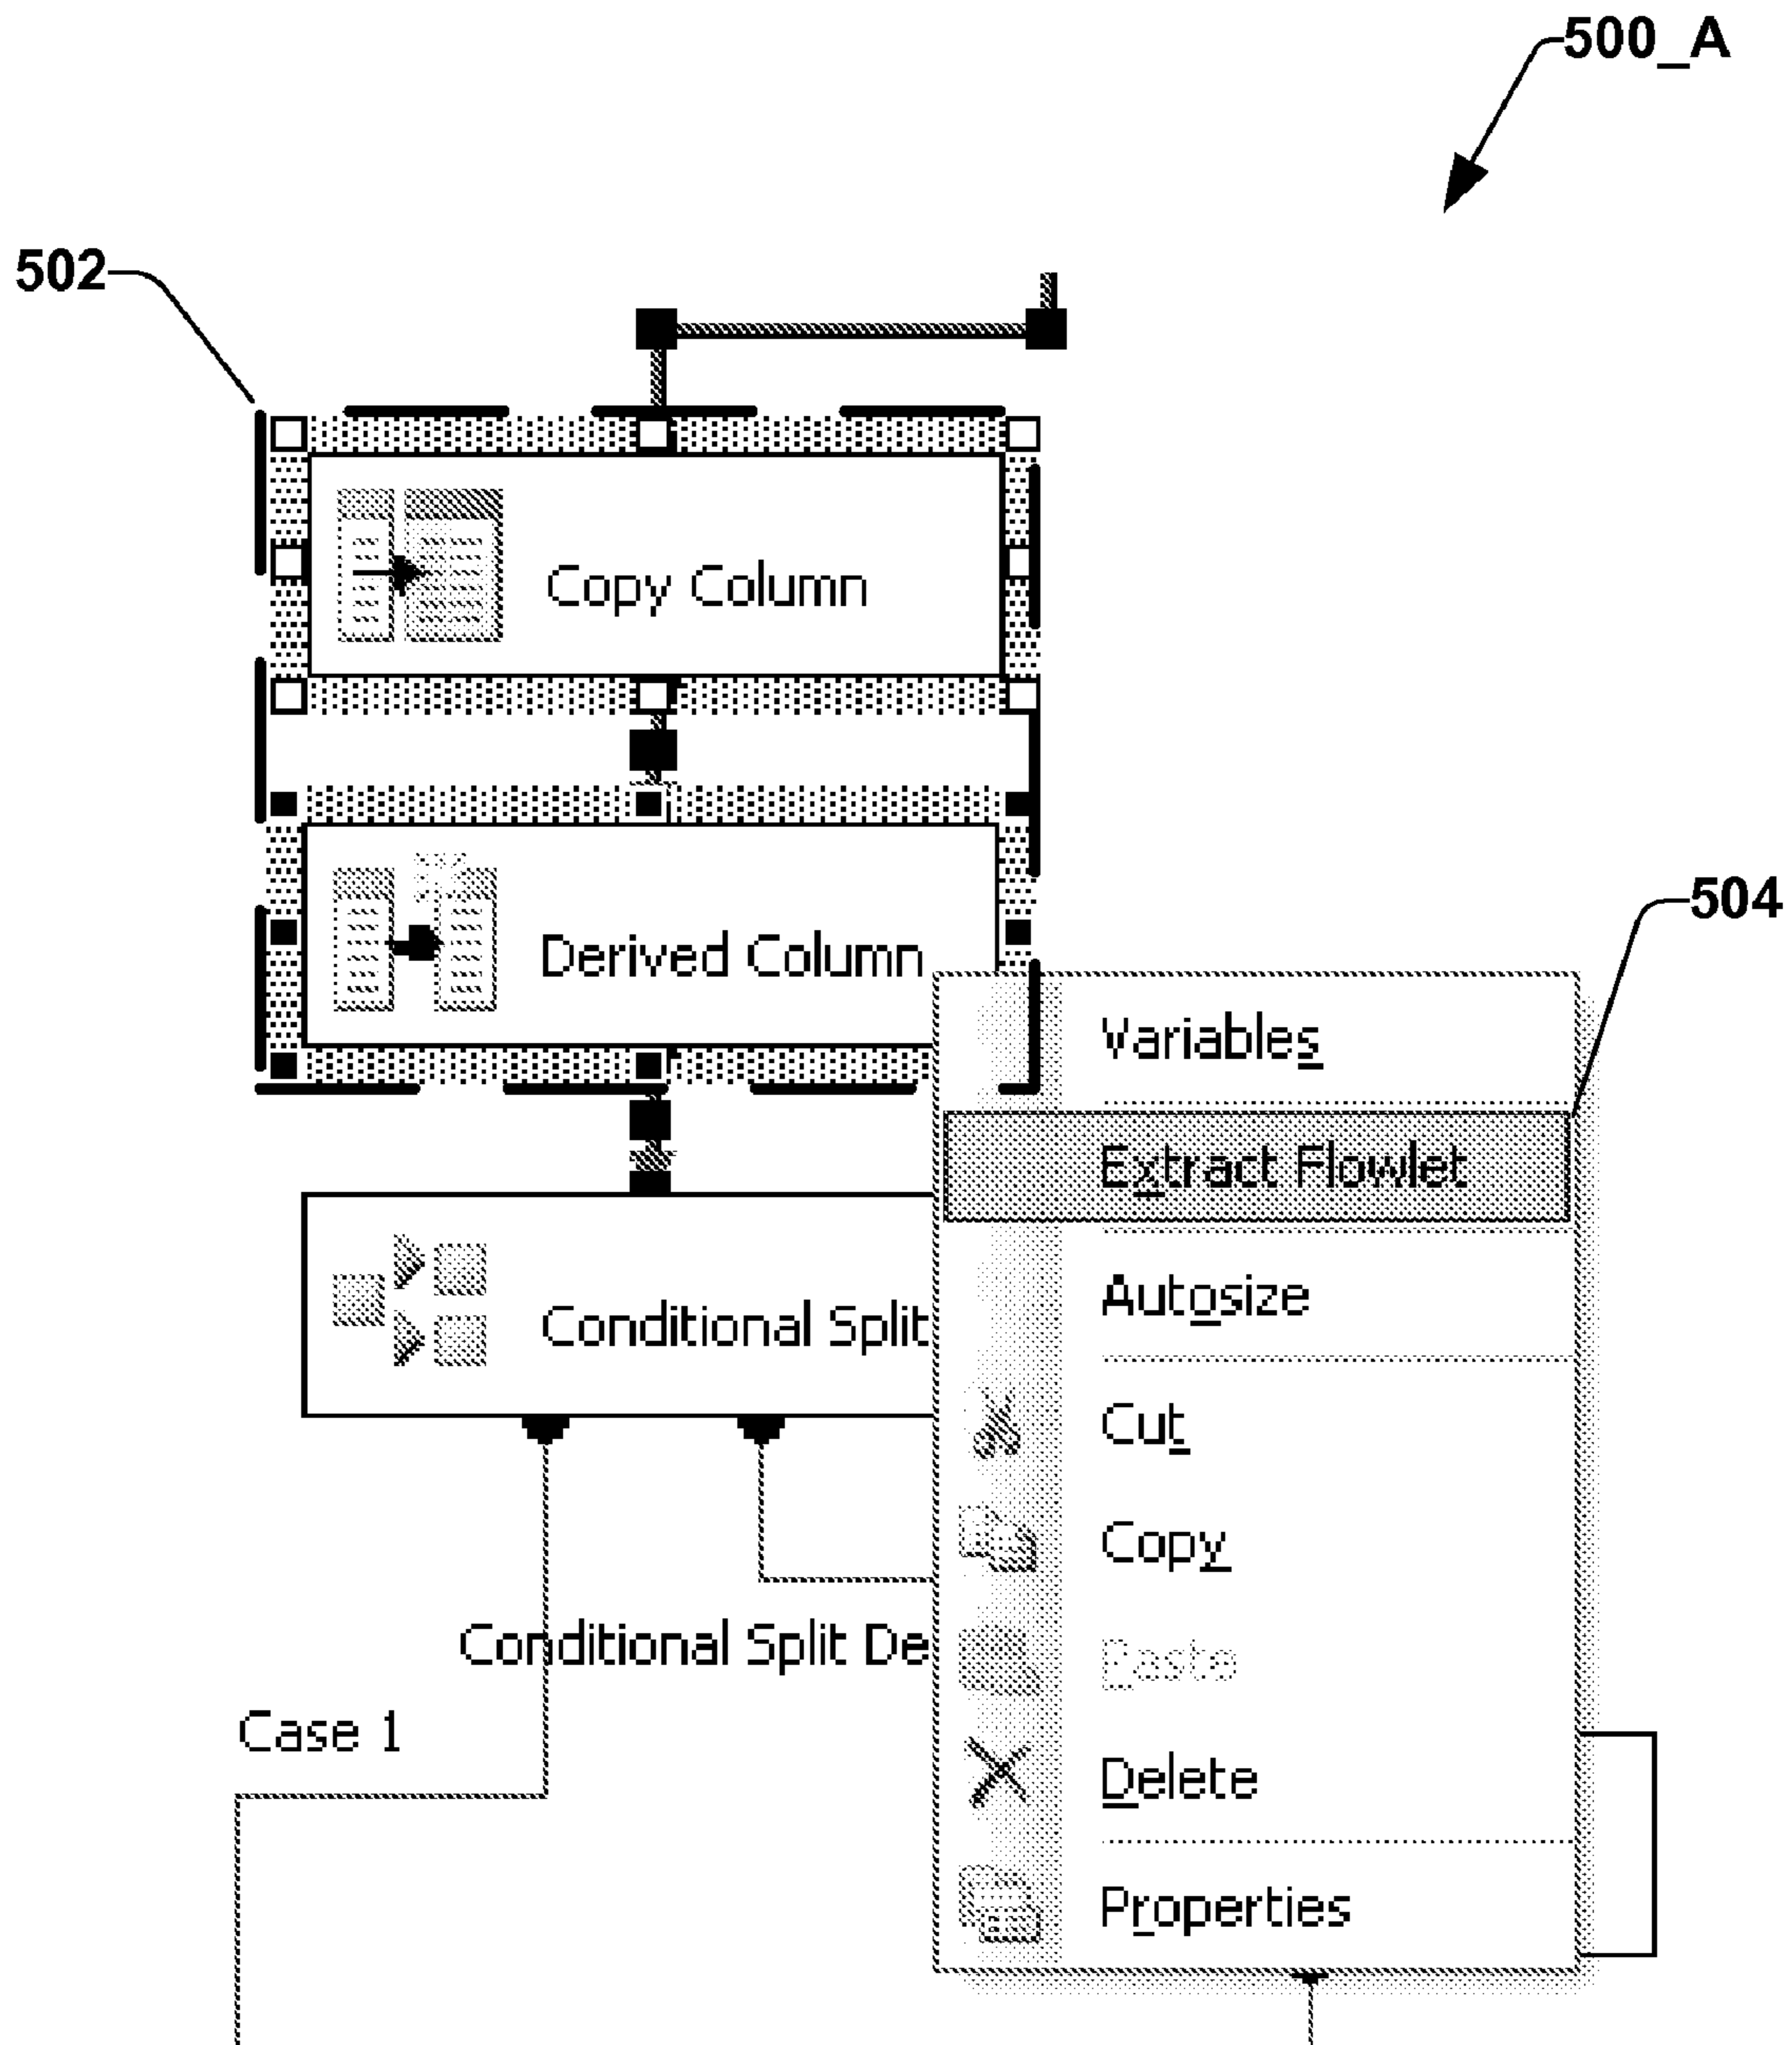 500_A
502
Copy Column
Derived Column
504
Variables
Extract Flowlet
Autosize
Conditional Split
Cut
Copy
Conditional Split De
Paste
Case 1
Delete
Properties